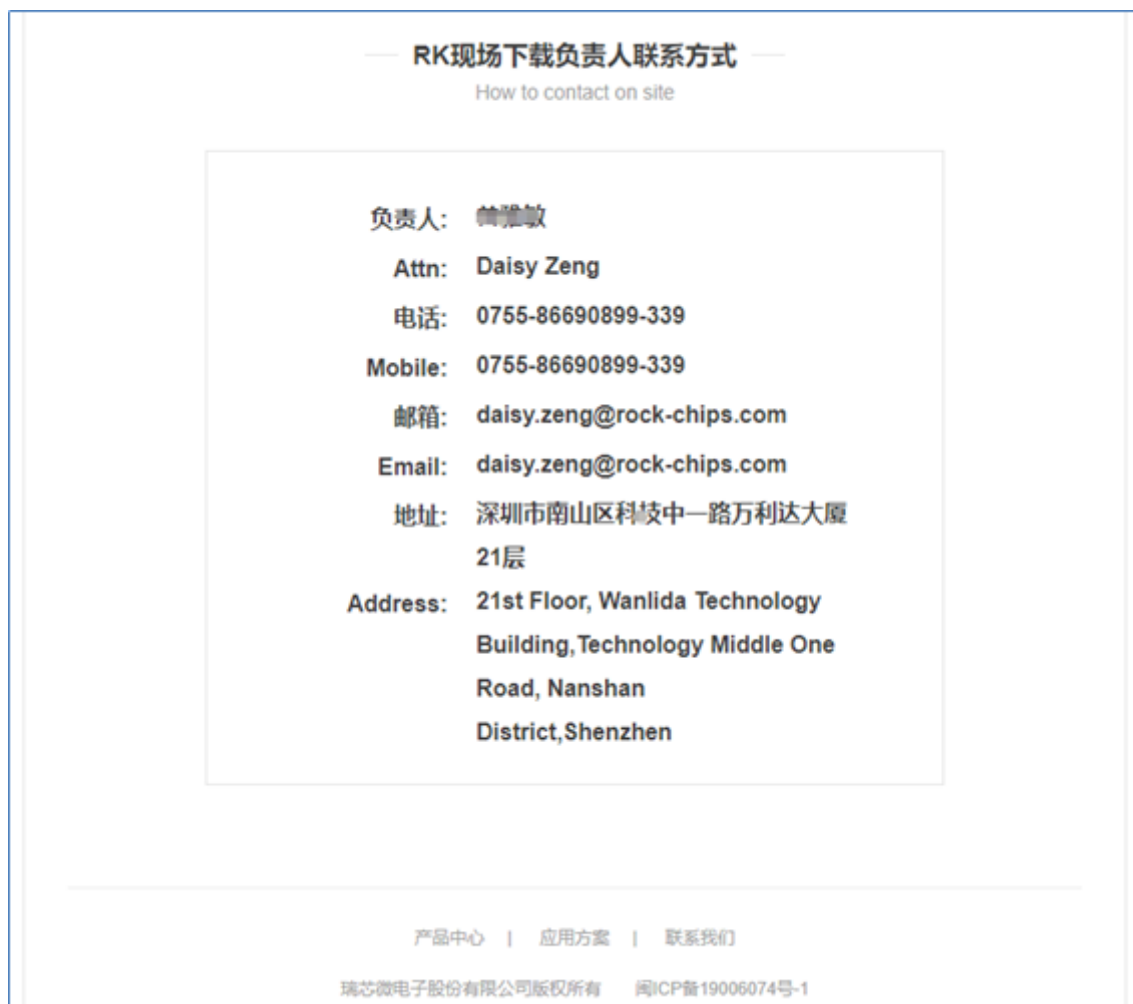 RK现场下载负责人联系方式
How to contact on site
负责人:
Attn: Daisy Zeng
电话: 0755-86690899-339
Mobile: 0755-86690899-339
邮箱: daisy.zeng@rock-chips.com
Email: daisy.zeng@rock-chips.com
地址: 深圳市南山区科技中一路万利达大厦
21层
Address: 21st Floor, Wanlida Technology
Building,Technology Middle One
Road, Nanshan
District,Shenzhen
产品中心 | 应用方案 | 联系我们
瑞芯微电子股份有限公司版权所有 闽ICP备19006074号-1